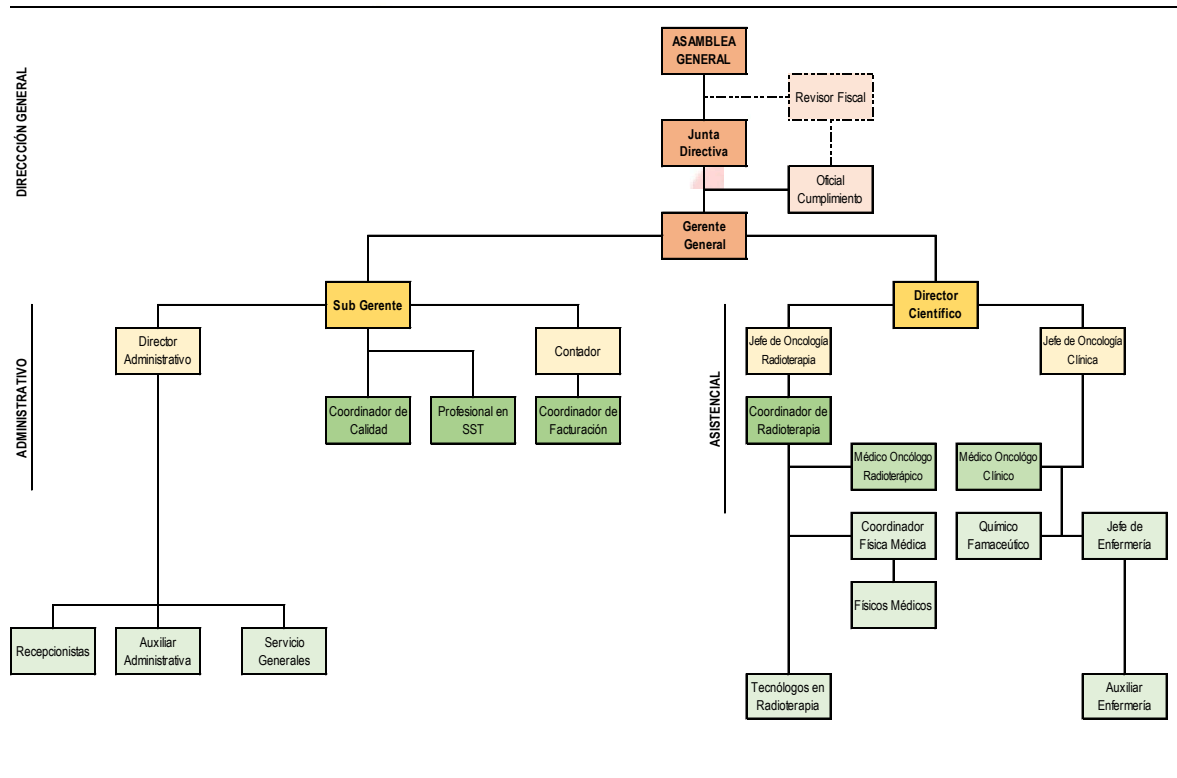 DIRECCCIÓN GENERAL
ASAMBLEA
GENERAL
Revisor Fiscal
Junta
Directiva
Oficial
Cumplimiento
Gerente
General
ADMINISTRATIVO
Sub Gerente
Director
Administrativo
Contador
Coordinador de
Calidad
Profesional en
SST
Coordinador de
Facturación
Recepcionistas
Auxiliar
Administrativa
Servicio
Generales
ASISTENCIAL
Director
Científico
Jefe de Oncología
Radioterapia
Jefe de Oncología
Clínica
Coordinador de
Radioterapia
Médico Oncólogo
Radioterápico
Médico Oncológo
Clínico
Coordinador
Física Médica
Químico
Famaceútico
Jefe de
Enfermería
Físicos Médicos
Tecnólogos en
Radioterapia
Auxiliar
Enfermería